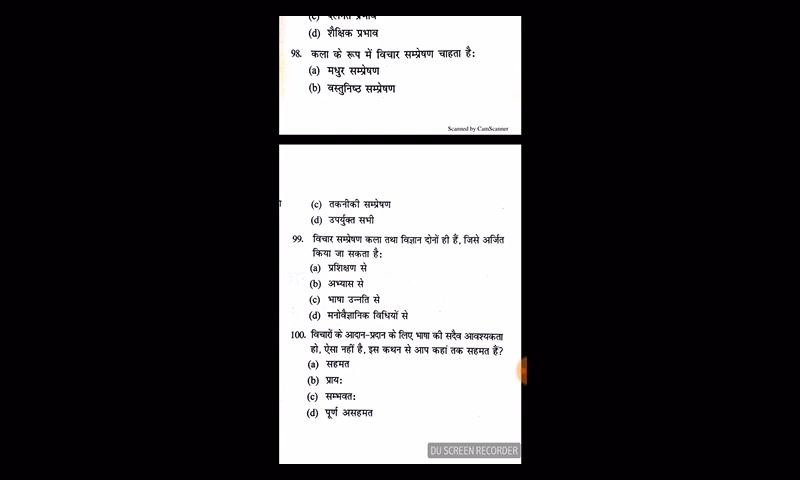 (d) शैक्षिक प्रभाव
98. कला के रूप में विचार सम्प्रेषण चाहता है:
(a) मधुर सम्प्रेषण
(b) वस्तुनिष्ठ सम्प्रेषण
Scanned by CamScanner
(c) तकनीकी सम्प्रेषण
(d) उपर्युक्त सभी
99. विचार सम्प्रेषण कला तथा विज्ञान दोनों ही हैं, जिसे अर्जित
किया जा सकता है:
(a) प्रशिक्षण से
(b) अभ्यास से
(c) भाषा उन्नति से
(d) मनोवैज्ञानिक विधियों से
100. विचारों के आदान-प्रदान के लिए भाषा की सदैव आवश्यकता
हो, ऐसा नहीं है, इस कथन से आप कहां तक सहमत हैं?
(a) सहमत
(b) प्राय:
(c) सम्भवत:
(d) पूर्ण असहमत
DU SCREEN RECORDER